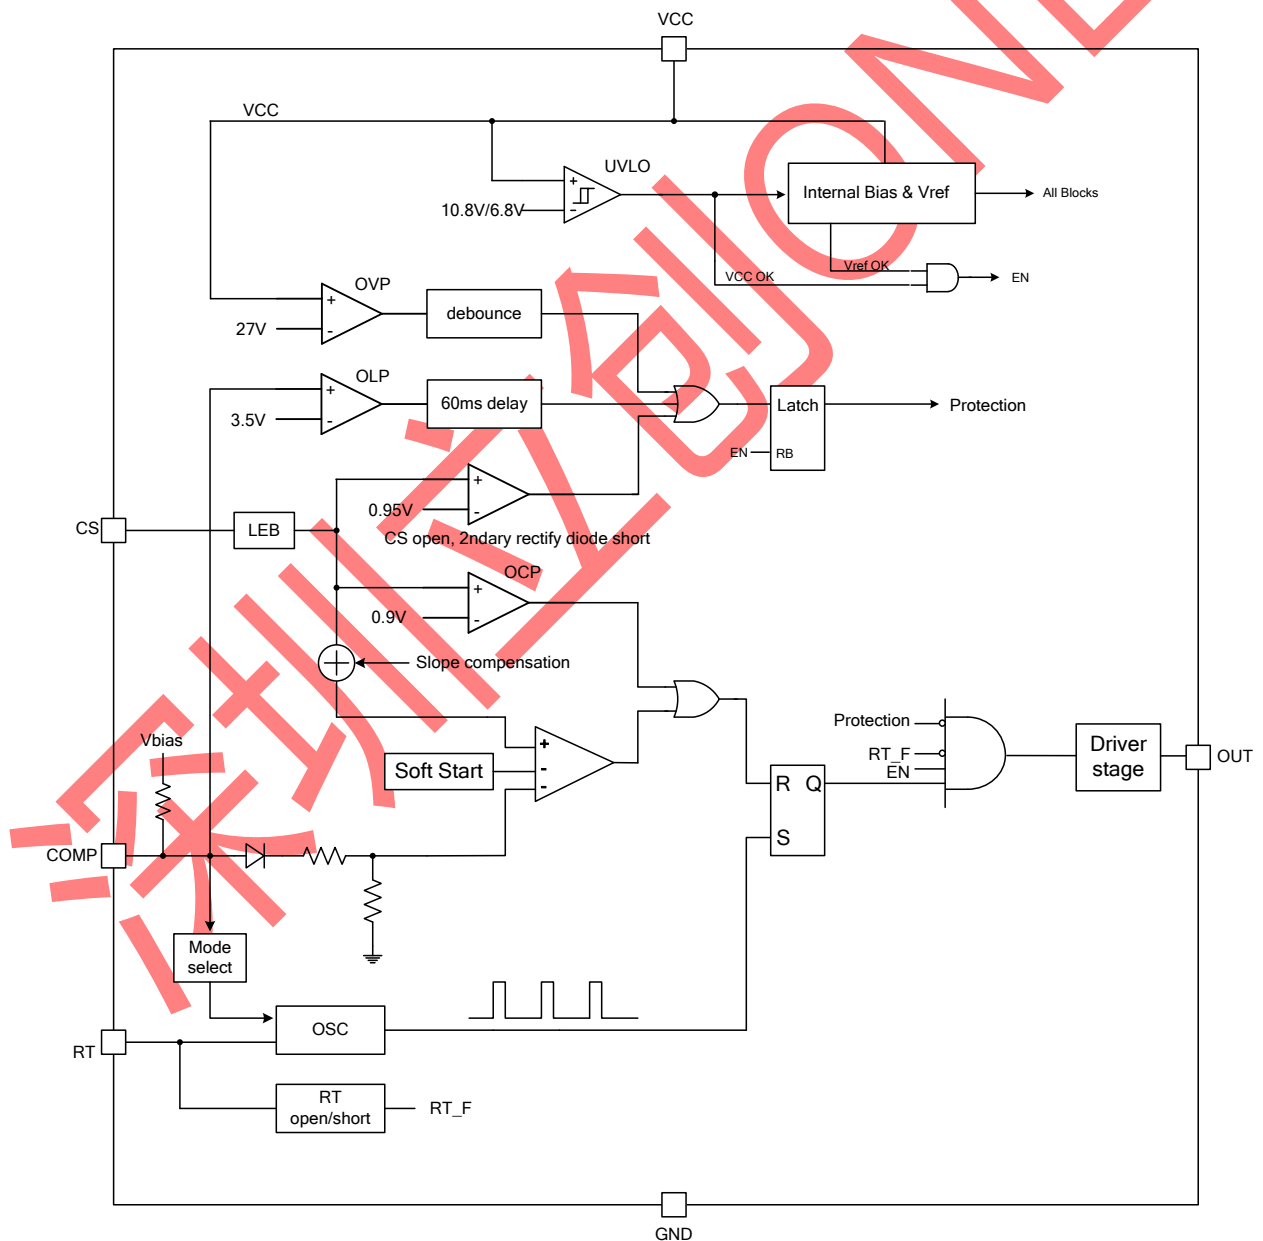 VCC
VCC
UVLO
+
-
10.8V/6.8V
Internal Bias & Vref
All Blocks
Vref OK
VCC OK
EN
OVP
+
-
27V
debounce
OLP
+
-
3.5V
60ms delay
Latch
Protection
EN
RB
+
-
0.95V
CS
LEB
CS open, 2ndary rectify diode short
OCP
+
-
0.9V
Slope compensation
Protection
Vbias
RT_F
EN
Driver
stage
OUT
+
-
-
Soft Start
R Q
S
COMP
Mode
select
OSC
RT
RT
open/short
RT_F
GND
深圳立创